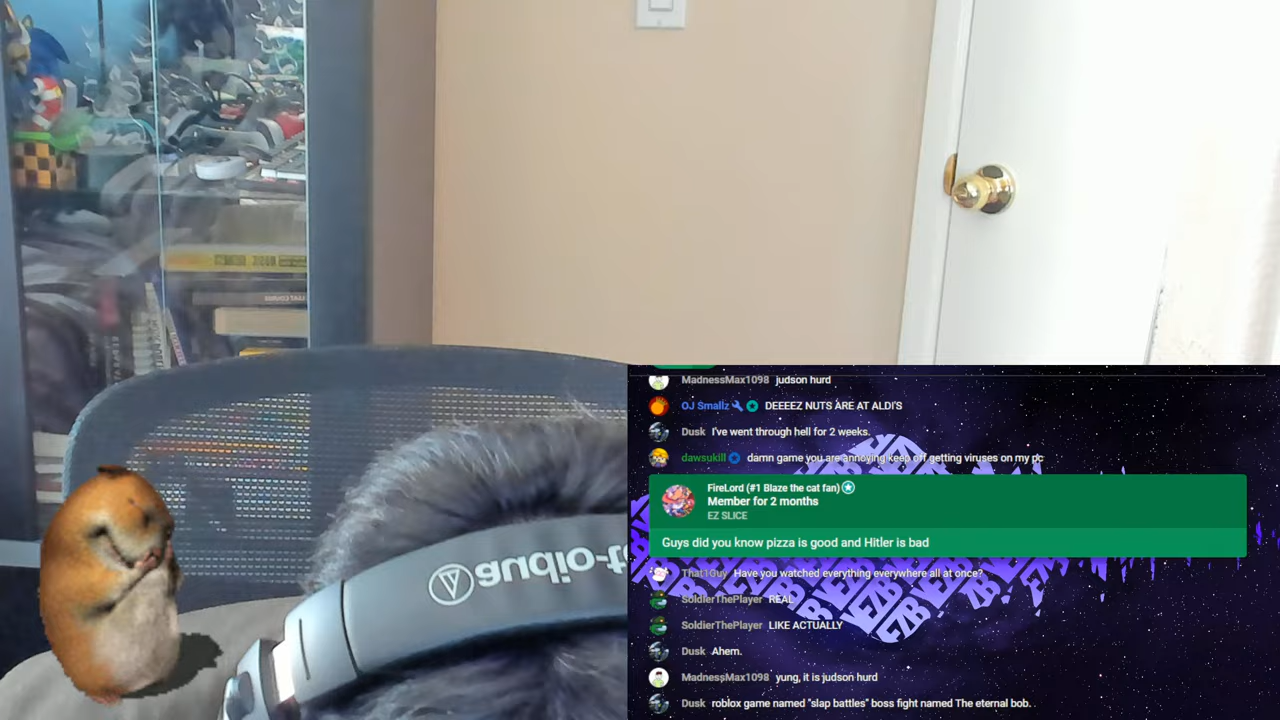 audio-t
MadnessMax1098 judson hurd
OJ Smallz DEEEEZ NUTS ARE AT ALDI'S
Dusk I've went through hell for 2 weeks.
dawsukill damn game you are annoying keep off getting viruses on my pc
FireLord (#1 Blaze the cat fan)
Member for 2 months
EZ SLICE
Guys did you know pizza is good and Hitler is bad
That1Guy Have you watched everything everywhere all at once?
SoldierThePlayer REAL
SoldierThePlayer LIKE ACTUALLY
Dusk Ahem.
MadnessMax1098 yung, it is judson hurd
Dusk roblox game named "slap battles" boss fight named The eternal bob. .